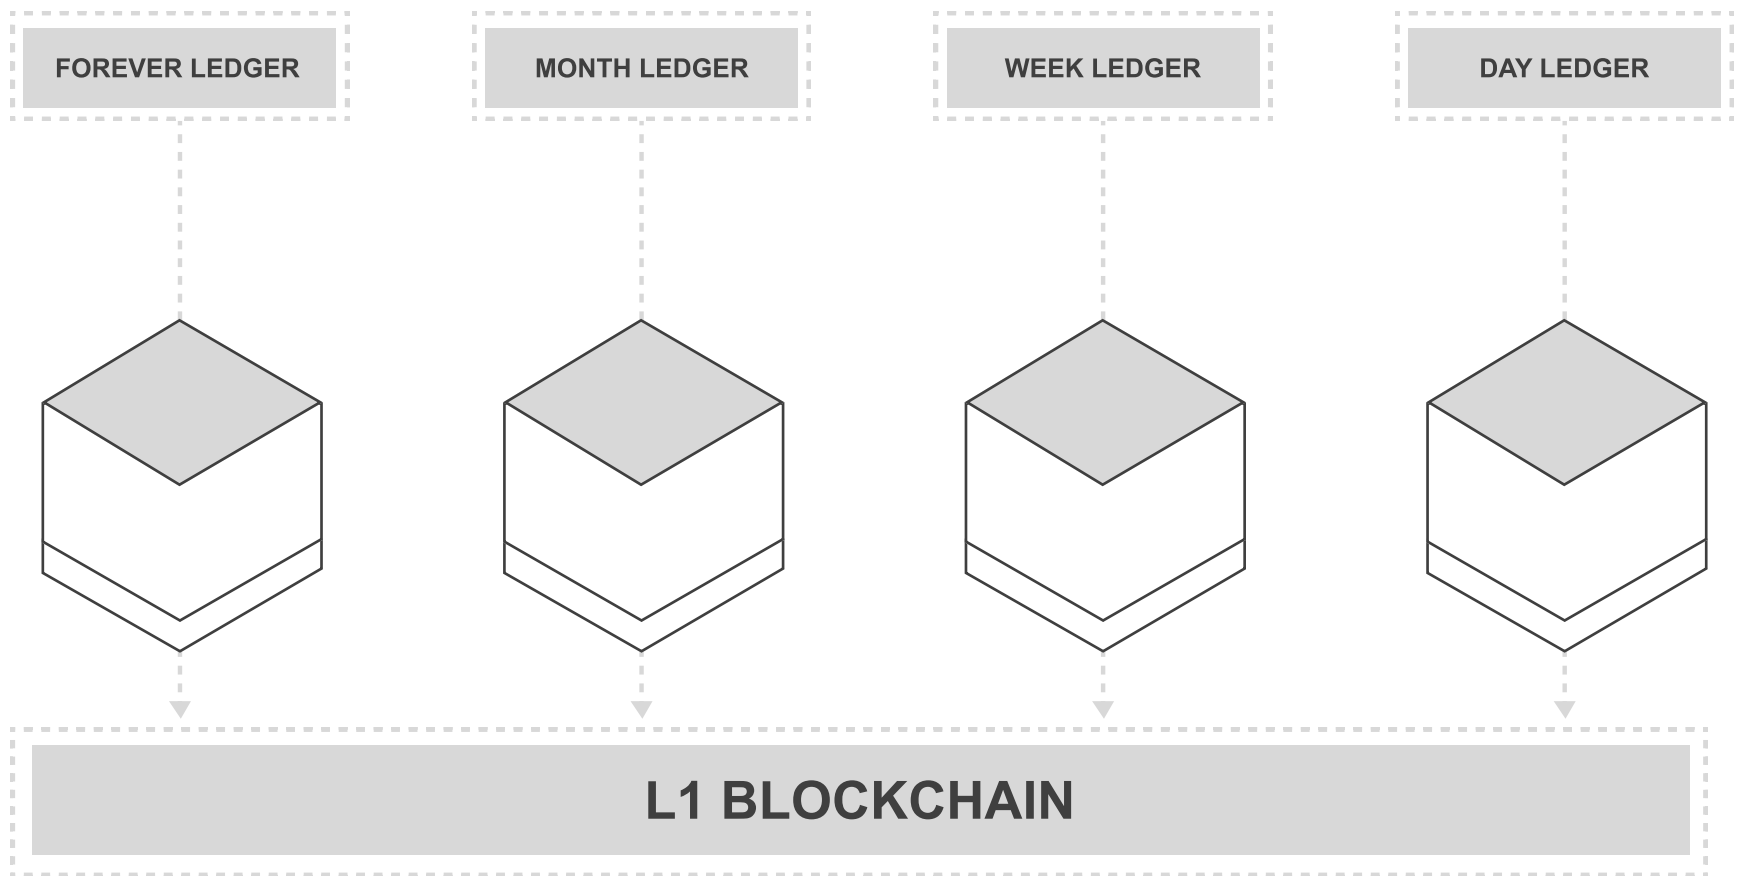 FOREVER LEDGER
MONTH LEDGER
WEEK LEDGER
DAY LEDGER
L1 BLOCKCHAIN